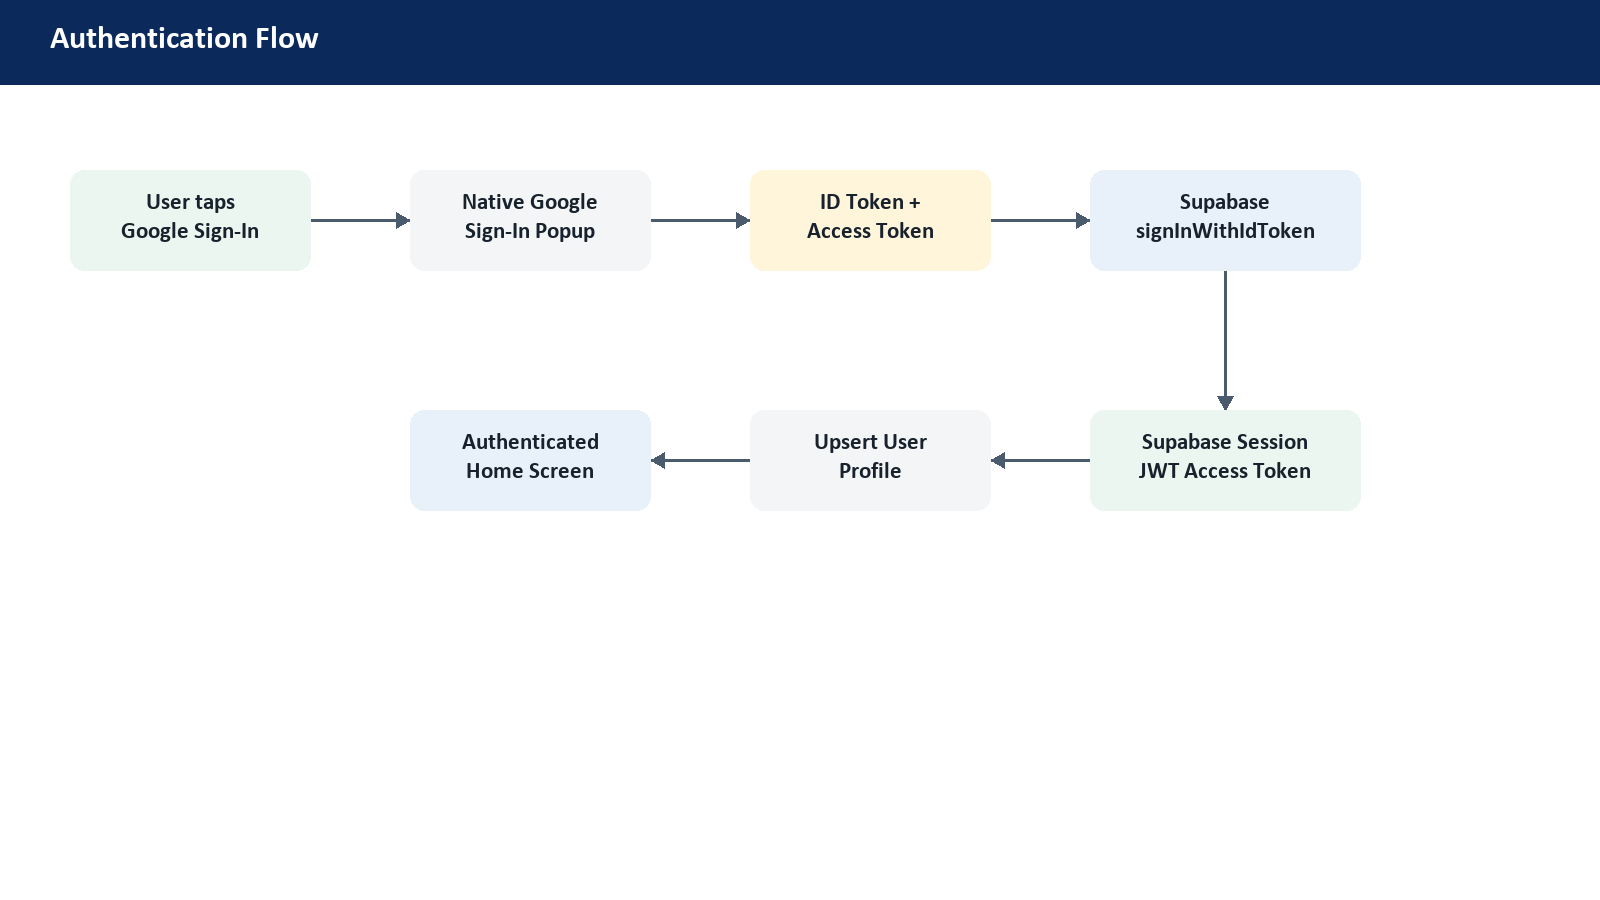 Authentication Flow
User taps
Google Sign-In
Native Google
Sign-In Popup
ID Token +
Access Token
Supabase
signInWithIdToken
Supabase Session
JWT Access Token
Upsert User
Profile
Authenticated
Home Screen